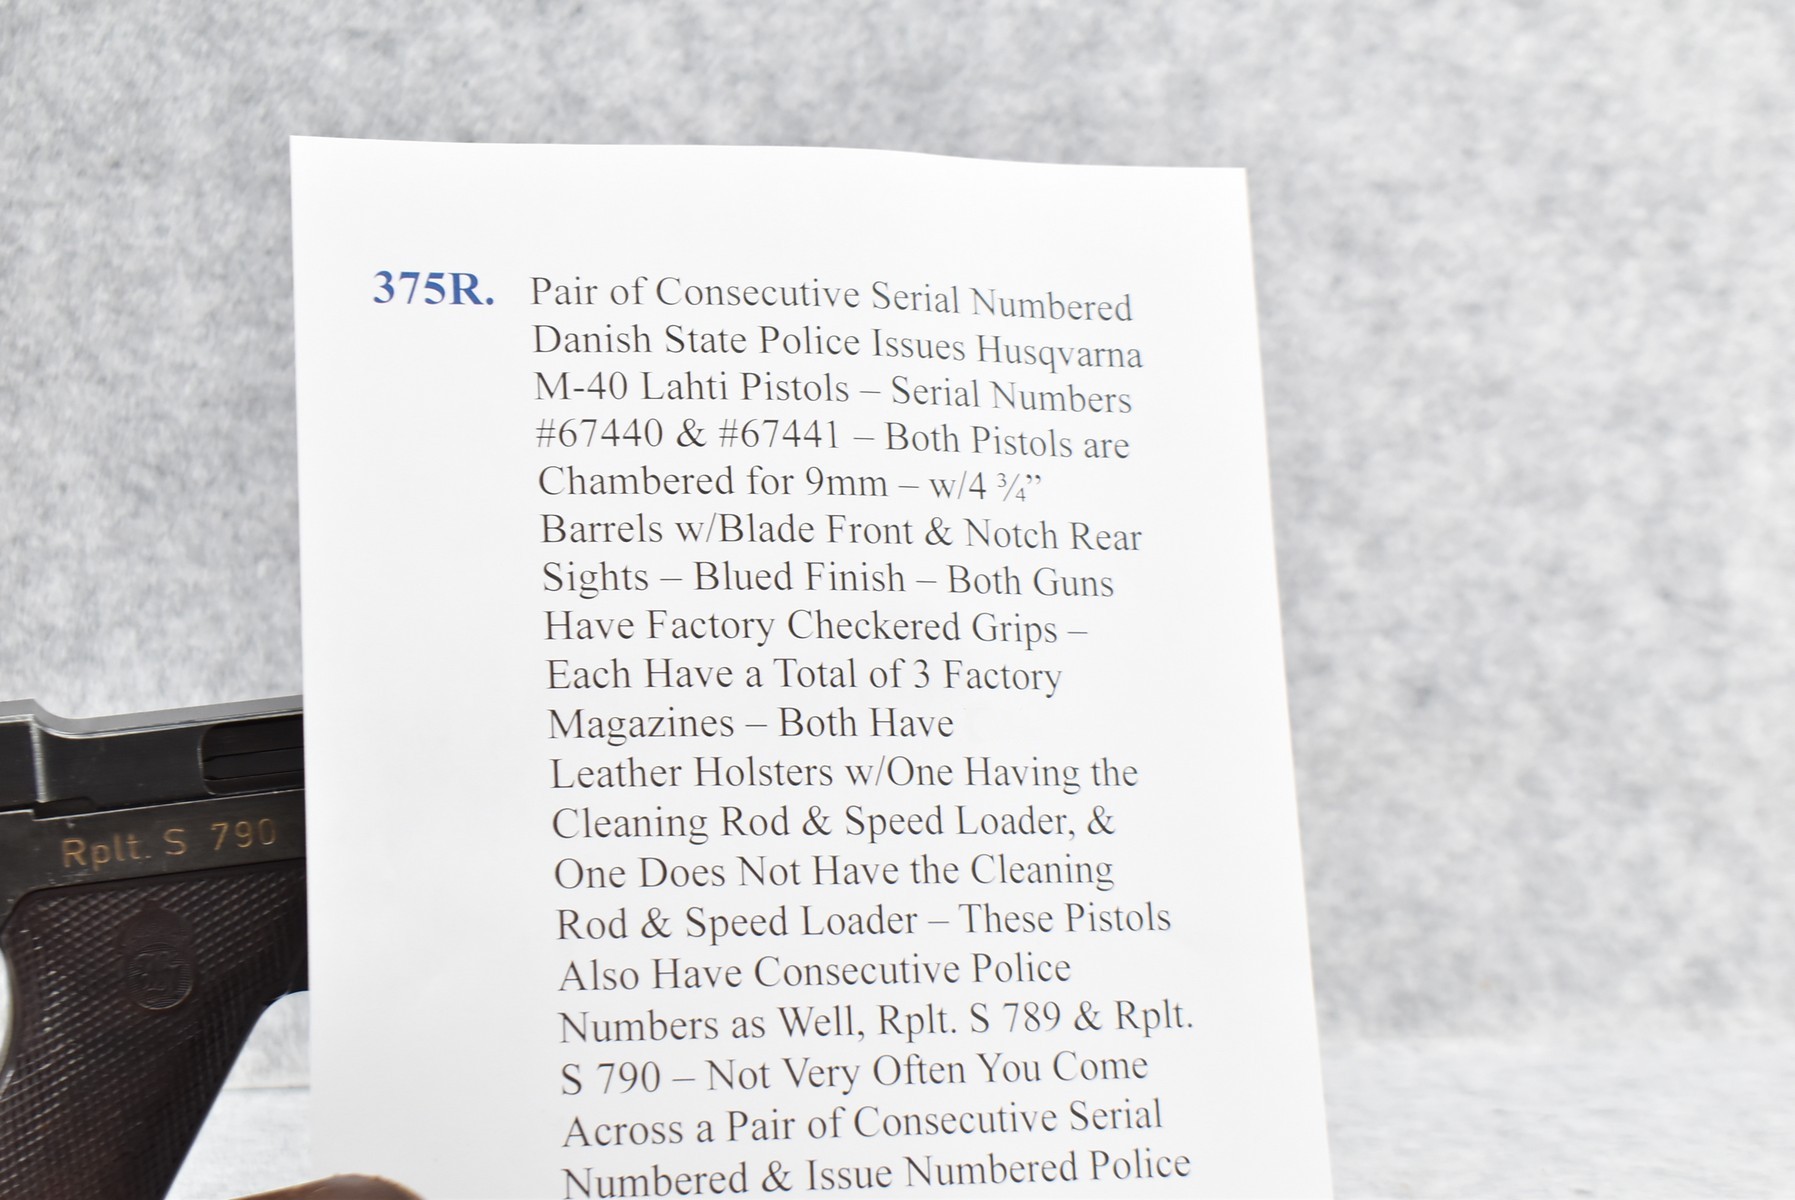 375R. Pair of Consecutive Serial Numbered
Danish State Police Issues Husqvarna
M-40 Lahti Pistols – Serial Numbers
#67440 & #67441 – Both Pistols are
Chambered for 9mm – w/4 ¾”
Barrels w/Blade Front & Notch Rear
Sights – Blued Finish – Both Guns
Have Factory Checkered Grips –
Each Have a Total of 3 Factory
Magazines – Both Have
Leather Holsters w/One Having the
Cleaning Rod & Speed Loader, &
One Does Not Have the Cleaning
Rod & Speed Loader – These Pistols
Also Have Consecutive Police
Numbers as Well, Rplt. S 789 & Rplt.
S 790 – Not Very Often You Come
Across a Pair of Consecutive Serial
Numbered & Issue Numbered Police
Rplt. S 790